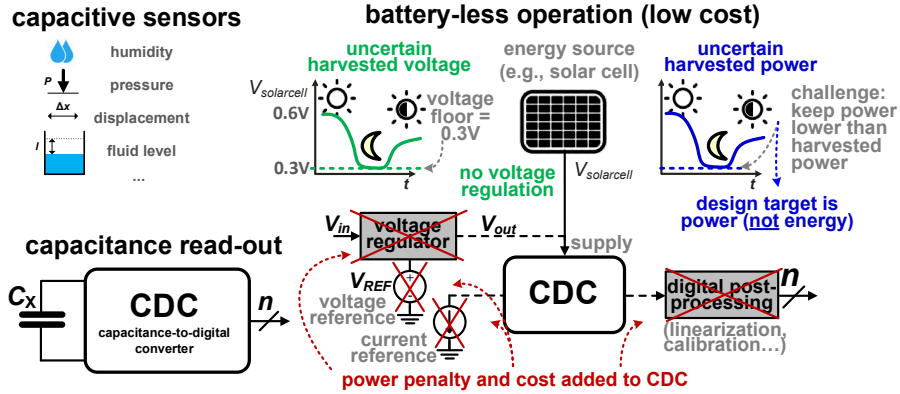 capacitive sensors
humidity
P
pressure
Δx
displacement
l
fluid level
...
capacitance read-out
CX
CDC
capacitance-to-digital
converter
n
battery-less operation (low cost)
uncertain
harvested voltage
Vsolarcell
0.6V
0.3V
t
voltage
floor =
0.3V
energy source
(e.g., solar cell)
no voltage
regulation
Vsolarcell
uncertain
harvested power
t
challenge:
keep power
lower than
harvested
power
design target is
power (not energy)
Vin
voltage
regulator
Vout
supply
VREF
+
-
voltage
reference
current
reference
CDC
digital post-
processing
n
(linearization,
calibration…)
power penalty and cost added to CDC